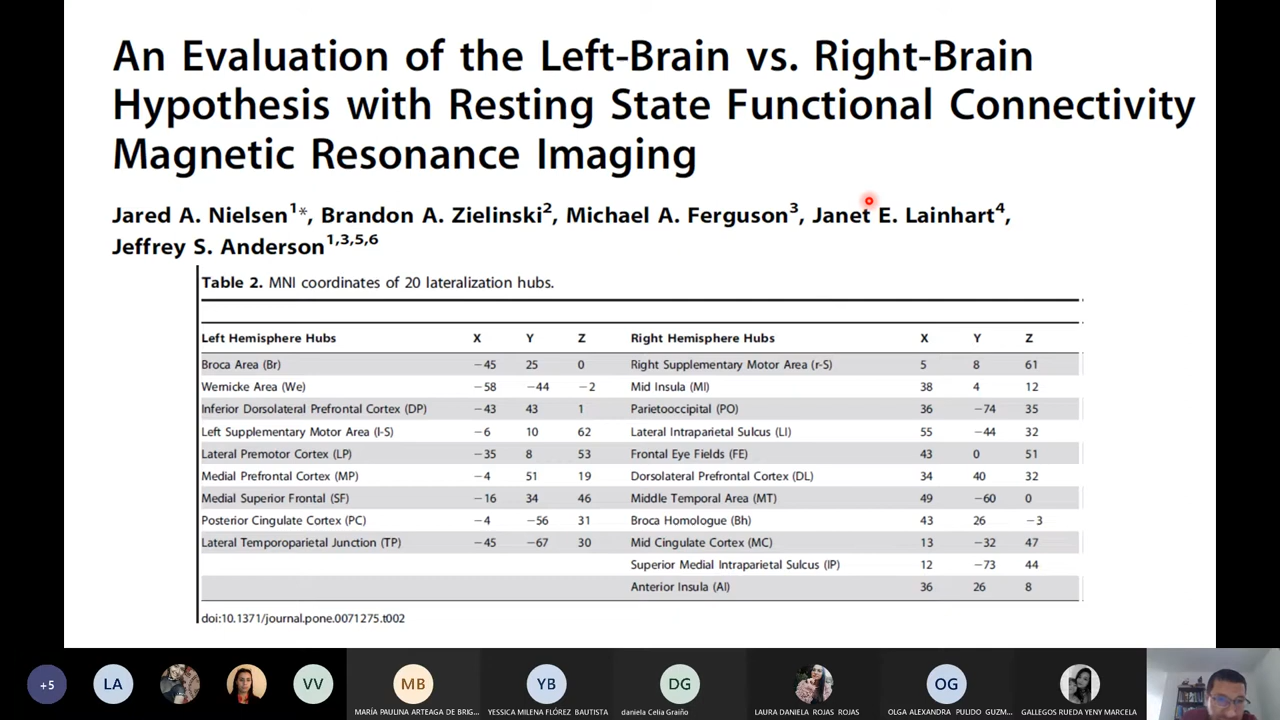 An Evaluation of the Left-Brain vs. Right-Brain
Hypothesis with Resting State Functional Connectivity
Magnetic Resonance Imaging
Jared A. Nielsen1*, Brandon A. Zielinski2, Michael A. Ferguson3, Janet E. Lainhart4,
Jeffrey S. Anderson1,3,5,6
Table 2. MNI coordinates of 20 lateralization hubs.
Left Hemisphere Hubs X Y Z Right Hemisphere Hubs X Y Z
Broca Area (Br) −45 25 0 Right Supplementary Motor Area (r-S) 5 8 61
Wernicke Area (We) −58 −44 −2 Mid Insula (MI) 38 4 12
Inferior Dorsolateral Prefrontal Cortex (DP) −43 43 1 Parietooccipital (PO) 36 −74 35
Left Supplementary Motor Area (l-S) −6 10 62 Lateral Intraparietal Sulcus (LI) 55 −44 32
Lateral Premotor Cortex (LP) −35 8 53 Frontal Eye Fields (FE) 43 0 51
Medial Prefrontal Cortex (MP) −4 51 19 Dorsolateral Prefrontal Cortex (DL) 34 40 32
Medial Superior Frontal (SF) −16 34 46 Middle Temporal Area (MT) 49 −60 0
Posterior Cingulate Cortex (PC) −4 −56 31 Broca Homologue (Bh) 43 26 −3
Lateral Temporoparietal Junction (TP) −45 −67 30 Mid Cingulate Cortex (MC) 13 −32 47
Superior Medial Intraparietal Sulcus (IP) 12 −73 44
Anterior Insula (AI) 36 26 8
doi:10.1371/journal.pone.0071275.t002
+5 LA VV MB YB DG OG
MARÍA PAULINA ARTEAGA DE BRIG... YESSICA MILENA FLÓREZ BAUTISTA daniela Celia Graiño LAURA DANIELA ROJAS ROJAS OLGA ALEXANDRA PULIDO GUZM... GALLEGOS RUEDA YENY MARCELA